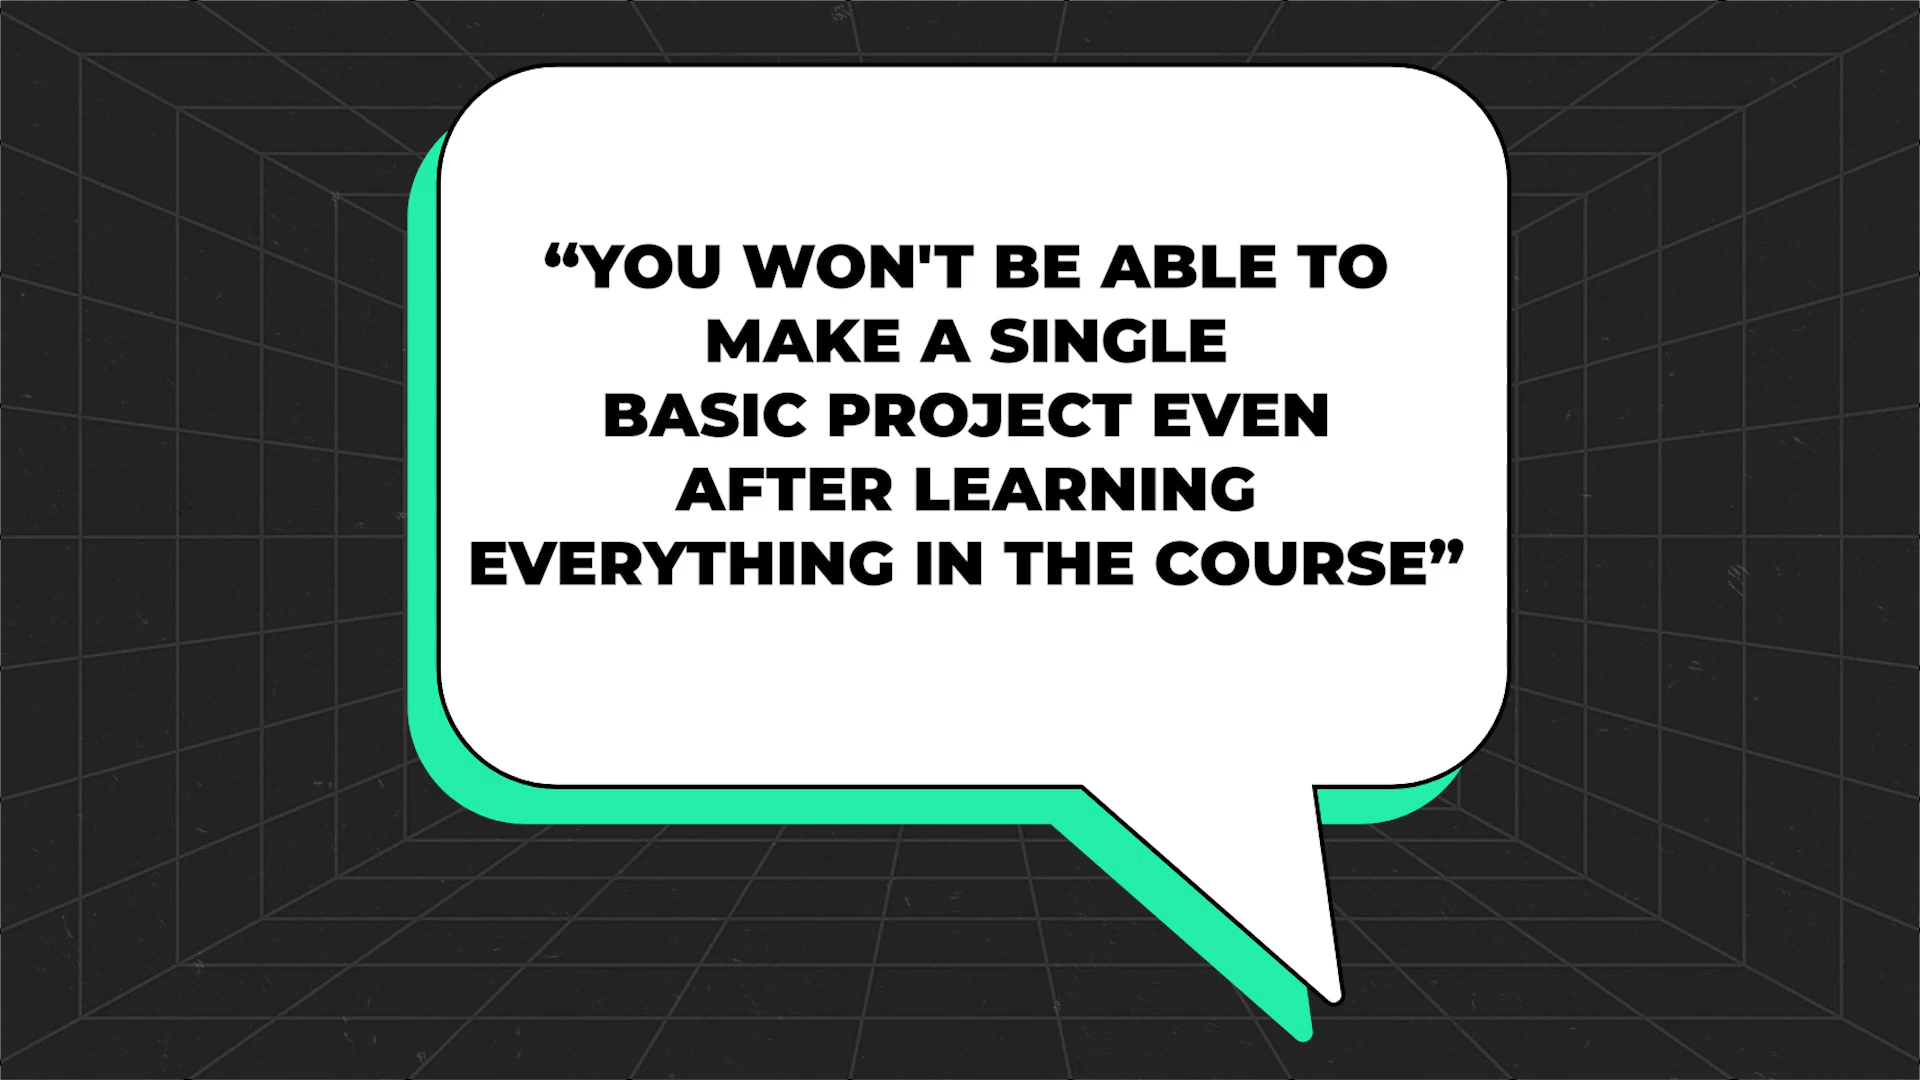 “YOU WON'T BE ABLE TO
MAKE A SINGLE
BASIC PROJECT EVEN
AFTER LEARNING
EVERYTHING IN THE COURSE”